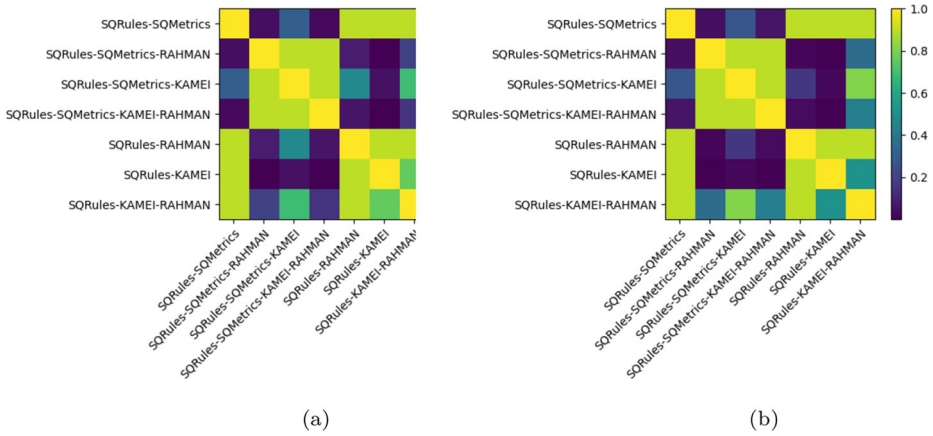 SQRules-SQMetrics
SQRules-SQMetrics-RAHMAN
SQRules-SQMetrics-KAMEI
SQRules-SQMetrics-KAMEI-RAHMAN
SQRules-RAHMAN
SQRules-KAMEI
SQRules-KAMEI-RAHMAN
SQRules-SQMetrics
SQRules-SQMetrics-RAHMAN
SQRules-SQMetrics-KAMEI
SQRules-SQMetrics-KAMEI-RAHMAN
SQRules-RAHMAN
SQRules-KAMEI
SQRules-KAMEI-RAHMAN
(a)
SQRules-SQMetrics
SQRules-SQMetrics-RAHMAN
SQRules-SQMetrics-KAMEI
SQRules-SQMetrics-KAMEI-RAHMAN
SQRules-RAHMAN
SQRules-KAMEI
SQRules-KAMEI-RAHMAN
1.0
0.8
0.6
0.4
0.2
SQRules-SQMetrics
SQRules-SQMetrics-RAHMAN
SQRules-SQMetrics-KAMEI
SQRules-SQMetrics-KAMEI-RAHMAN
SQRules-RAHMAN
SQRules-KAMEI
SQRules-KAMEI-RAHMAN
(b)